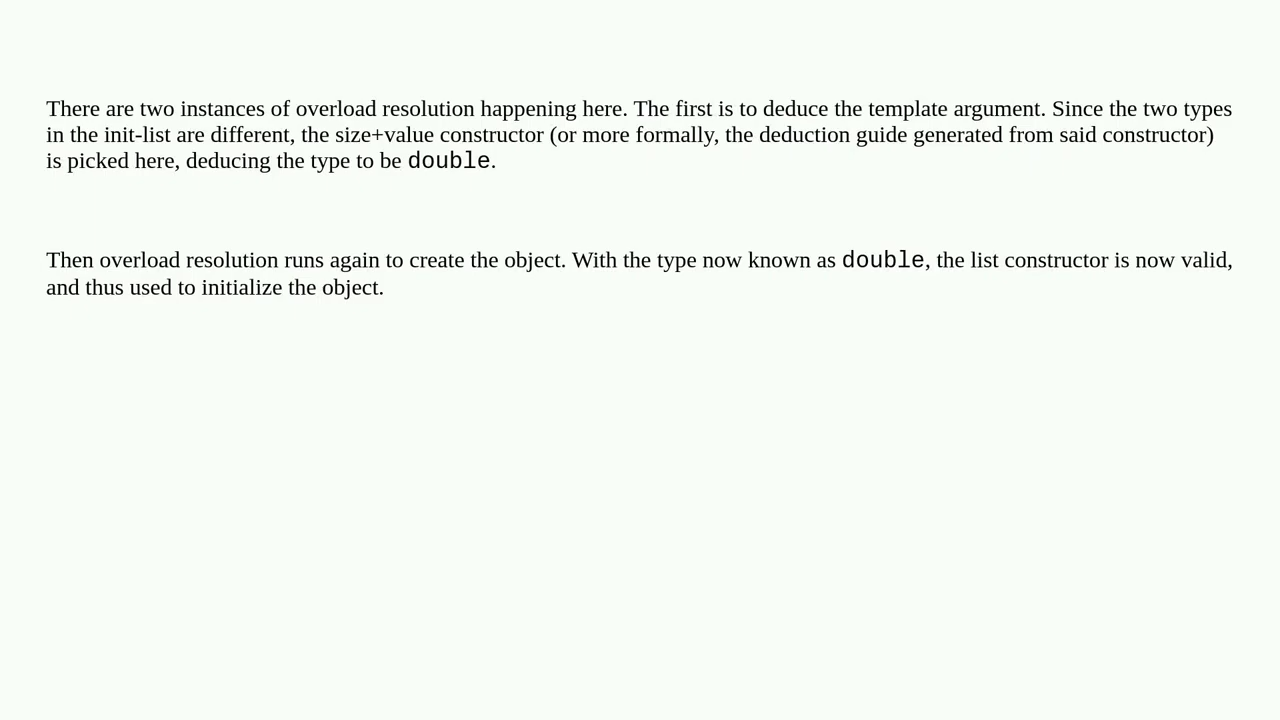 There are two instances of overload resolution happening here. The first is to deduce the template argument. Since the two types
in the init-list are different, the size+value constructor (or more formally, the deduction guide generated from said constructor)
is picked here, deducing the type to be double.
Then overload resolution runs again to create the object. With the type now known as double, the list constructor is now valid,
and thus used to initialize the object.